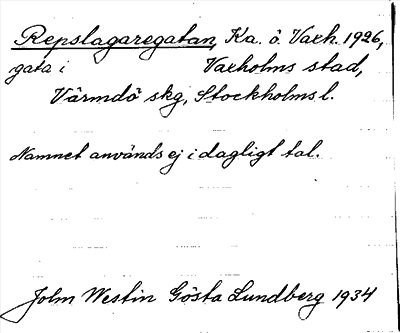 Repslagaregatan, Ka. ö. Vaxh. 1926,
gata i Vaxholms stad,
Värmdö skg, Stockholms l.
Namnet används ej i dagligt tal.
John Westin Gösta Lundberg 1934